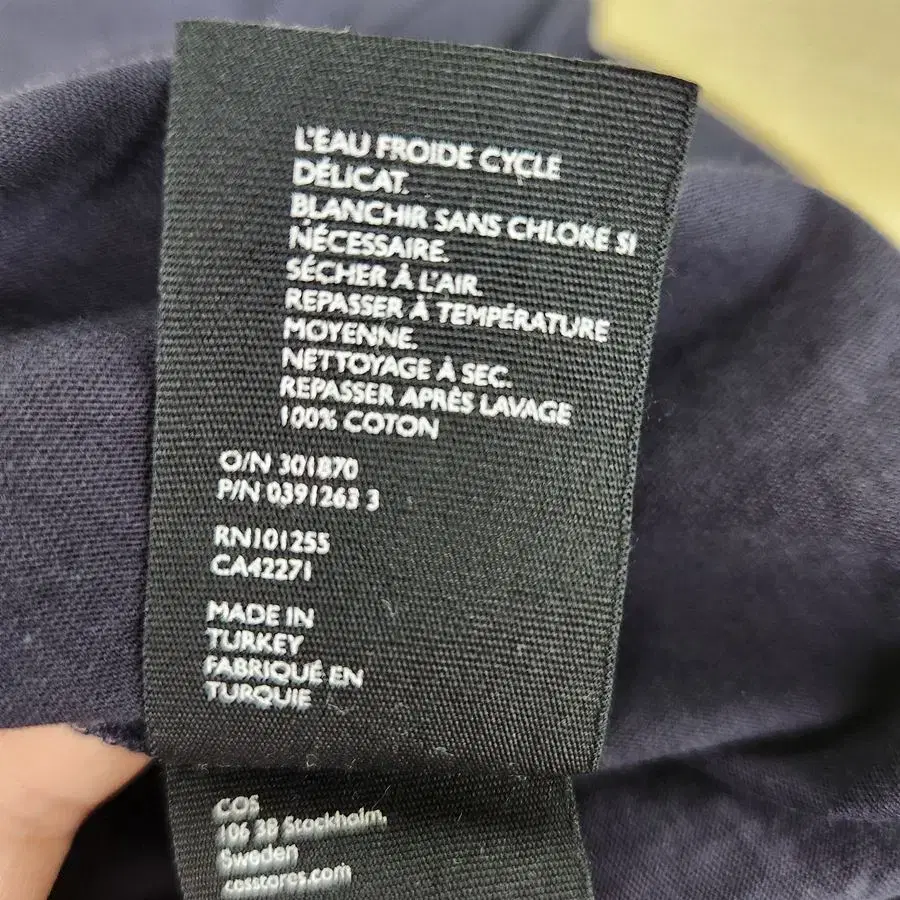 L'EAU FROIDE CYCLE
DÉLICAT.
BLANCHIR SANS CHLORE SI
NÉCESSAIRE.
SÉCHER À L'AIR.
REPASSER À TEMPÉRATURE
MOYENNE.
NETTOYAGE À SEC.
REPASSER APRÈS LAVAGE
100% COTON
O/N 301870
P/N 0391263 3
RN101255
CA42271
MADE IN
TURKEY
FABRIQUÉ EN
TURQUIE
COS
106 38 Stockholm,
Sweden
cosstores.com